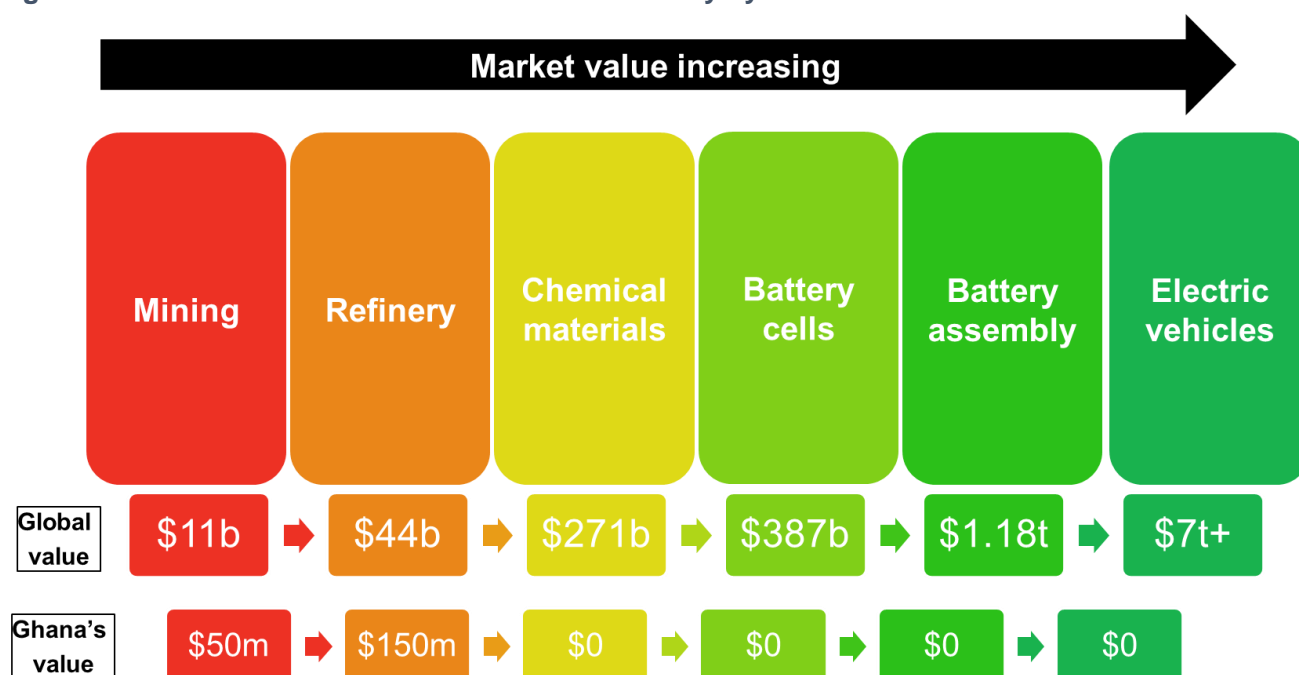 Market value increasing
Mining
Refinery
Chemical
materials
Battery
cells
Battery
assembly
Electric
vehicles
Global
value
$11b
$44b
$271b
$387b
$1.18t
$7t+
Ghana's
value
$50m
$150m
$0
$0
$0
$0